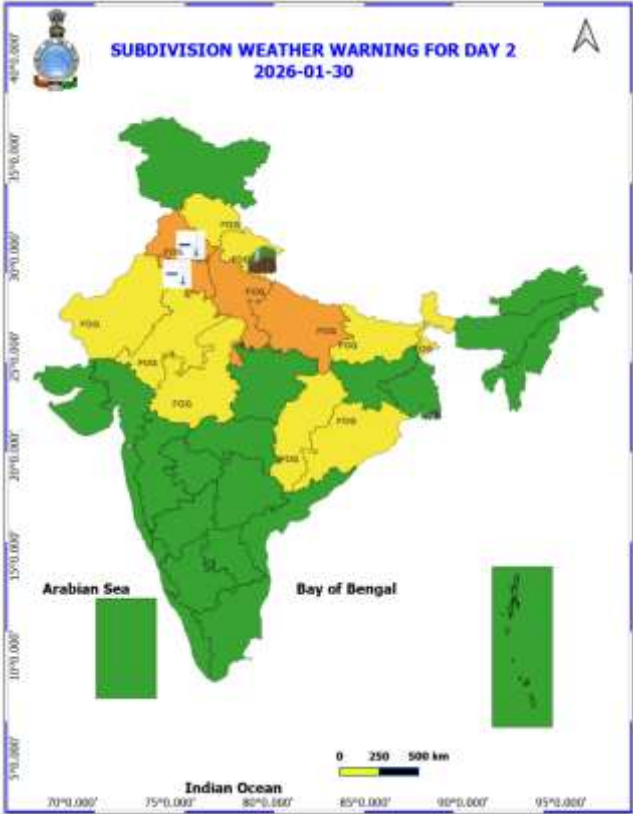 SUBDIVISION WEATHER WARNING FOR DAY 2
2026-01-30
40°0.000'
35°0.000'
30°0.000'
25°0.000'
20°0.000'
15°0.000'
10°0.000'
5°0.000'
FOG
FOG
FOG
FOG
FOG
FOG
FOG
FOG
FOG
FOG
FOG
Arabian Sea
Bay of Bengal
0 250 500 km
Indian Ocean
70°0.000' 75°0.000' 80°0.000' 85°0.000' 90°0.000' 95°0.000'